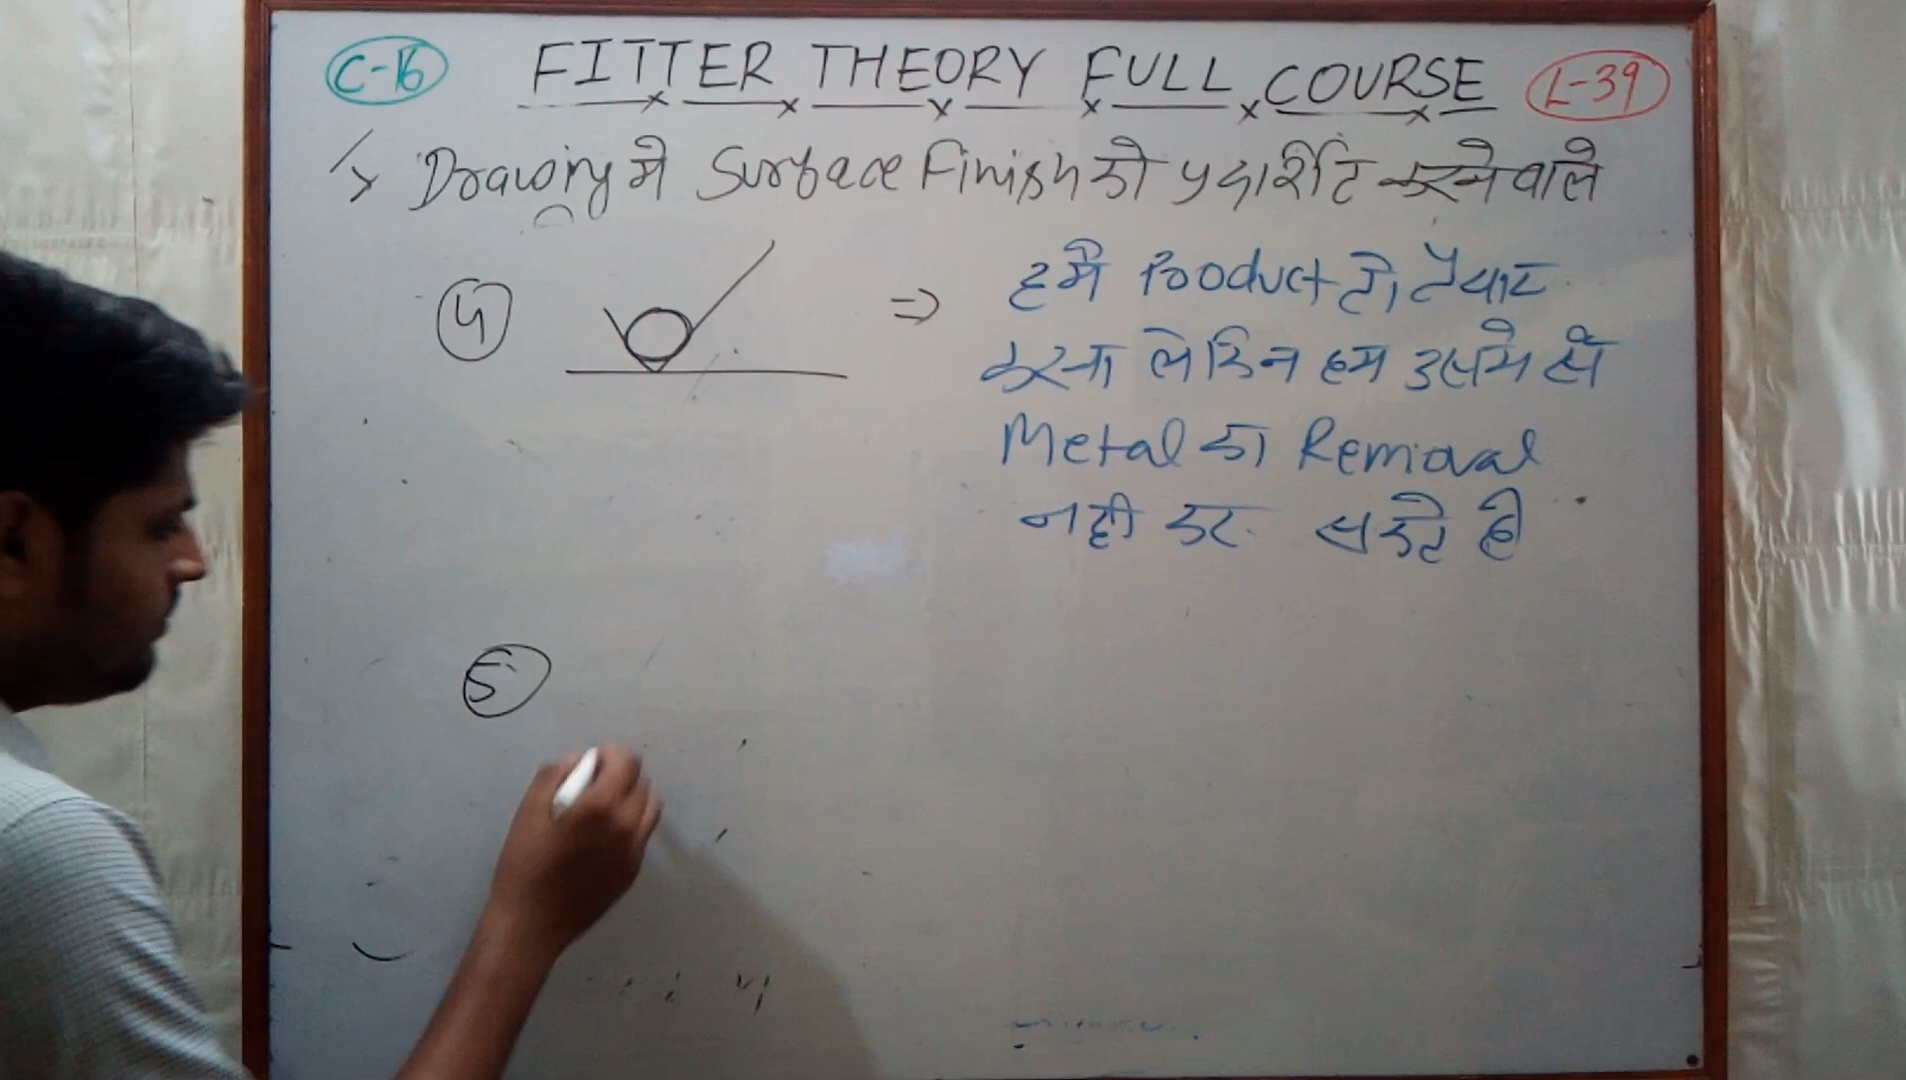 C-16 FITTER THEORY FULL COURSE L-39
Drawing मे Surface Finish को प्रदार्शित करने वाले
4 ⇒ हमे Product तो तैयार
करना लेकिन हम उसमे से
Metal का Removal
नही कर सकते है
5